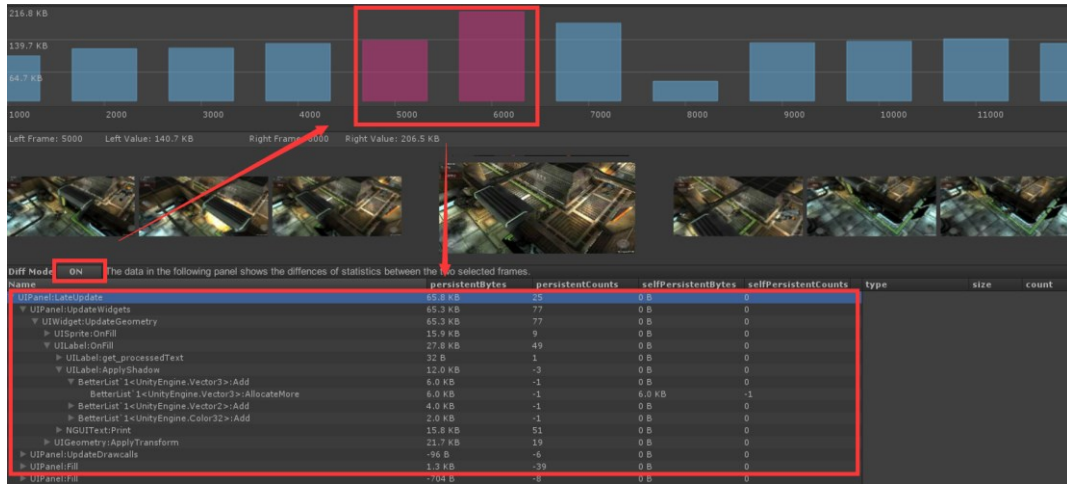 216.8 KB
139.7 KB
64.7 KB
1000 2000 3000 4000 5000 6000 7000 8000 9000 10000 11000
Left Frame: 5000 Left Value: 140.7 KB Right Frame: 6000 Right Value: 206.5 KB
Diff Mode ON The data in the following panel shows the diffences of statistics between the two selected frames.
Name persistentBytes persistentCounts selfPersistentBytes selfPersistentCounts type size count
UIPanel:LateUpdate 65.8 KB 25 0 B 0
UIPanel:UpdateWidgets 65.3 KB 77 0 B 0
UIWidget:UpdateGeometry 65.3 KB 77 0 B 0
UISprite:OnFill 15.9 KB 9 0 B 0
UILabel:OnFill 27.8 KB 49 0 B 0
UILabel:get_processedText 32 B 1 0 B 0
UILabel:ApplyShadow 12.0 KB -3 0 B 0
BetterList`1<UnityEngine.Vector3>:Add 6.0 KB -1 0 B 0
BetterList`1<UnityEngine.Vector3>:AllocateMore 6.0 KB -1 6.0 KB -1
BetterList`1<UnityEngine.Vector2>:Add 4.0 KB -1 0 B 0
BetterList`1<UnityEngine.Color32>:Add 2.0 KB -1 0 B 0
NGUIText:Print 15.8 KB 51 0 B 0
UIGeometry:ApplyTransform 21.7 KB 19 0 B 0
UIPanel:UpdateDrawcalls -96 B -6 0 B 0
UIPanel:Fill 1.3 KB -39 0 B 0
UIPanel:Fill -704 B -8 0 B 0